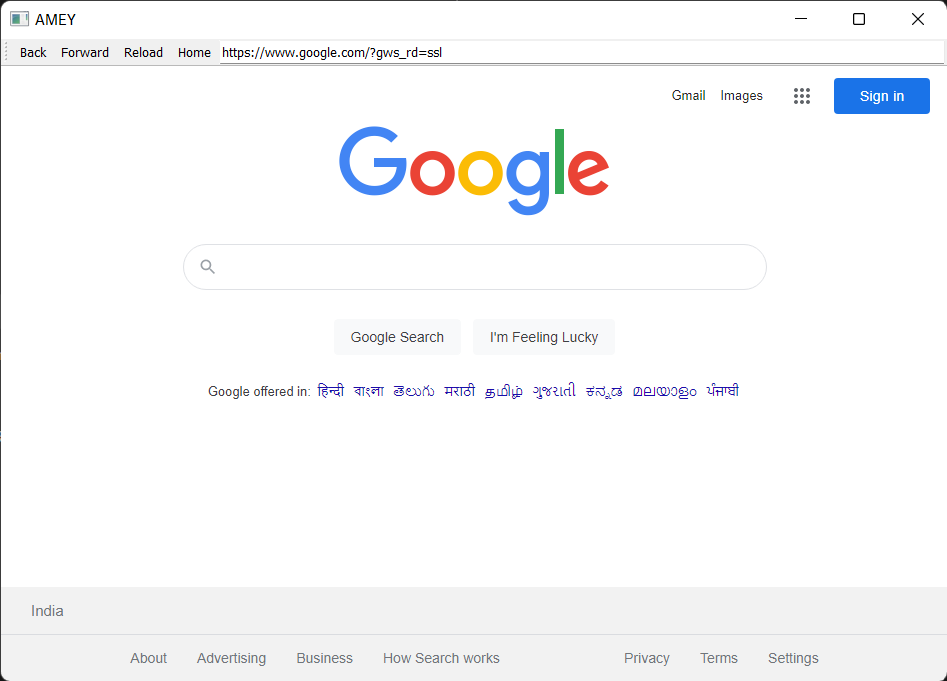 AMEY
Back Forward Reload Home https://www.google.com/?gws_rd=ssl
Gmail Images Sign in
Google
Google Search I'm Feeling Lucky
Google offered in: हिन्दी বাংলা తెలుగు मराठी தமிழ் ગુજરાતી ಕನ್ನಡ മലയാളം ਪੰਜਾਬੀ
India
About Advertising Business How Search works Privacy Terms Settings